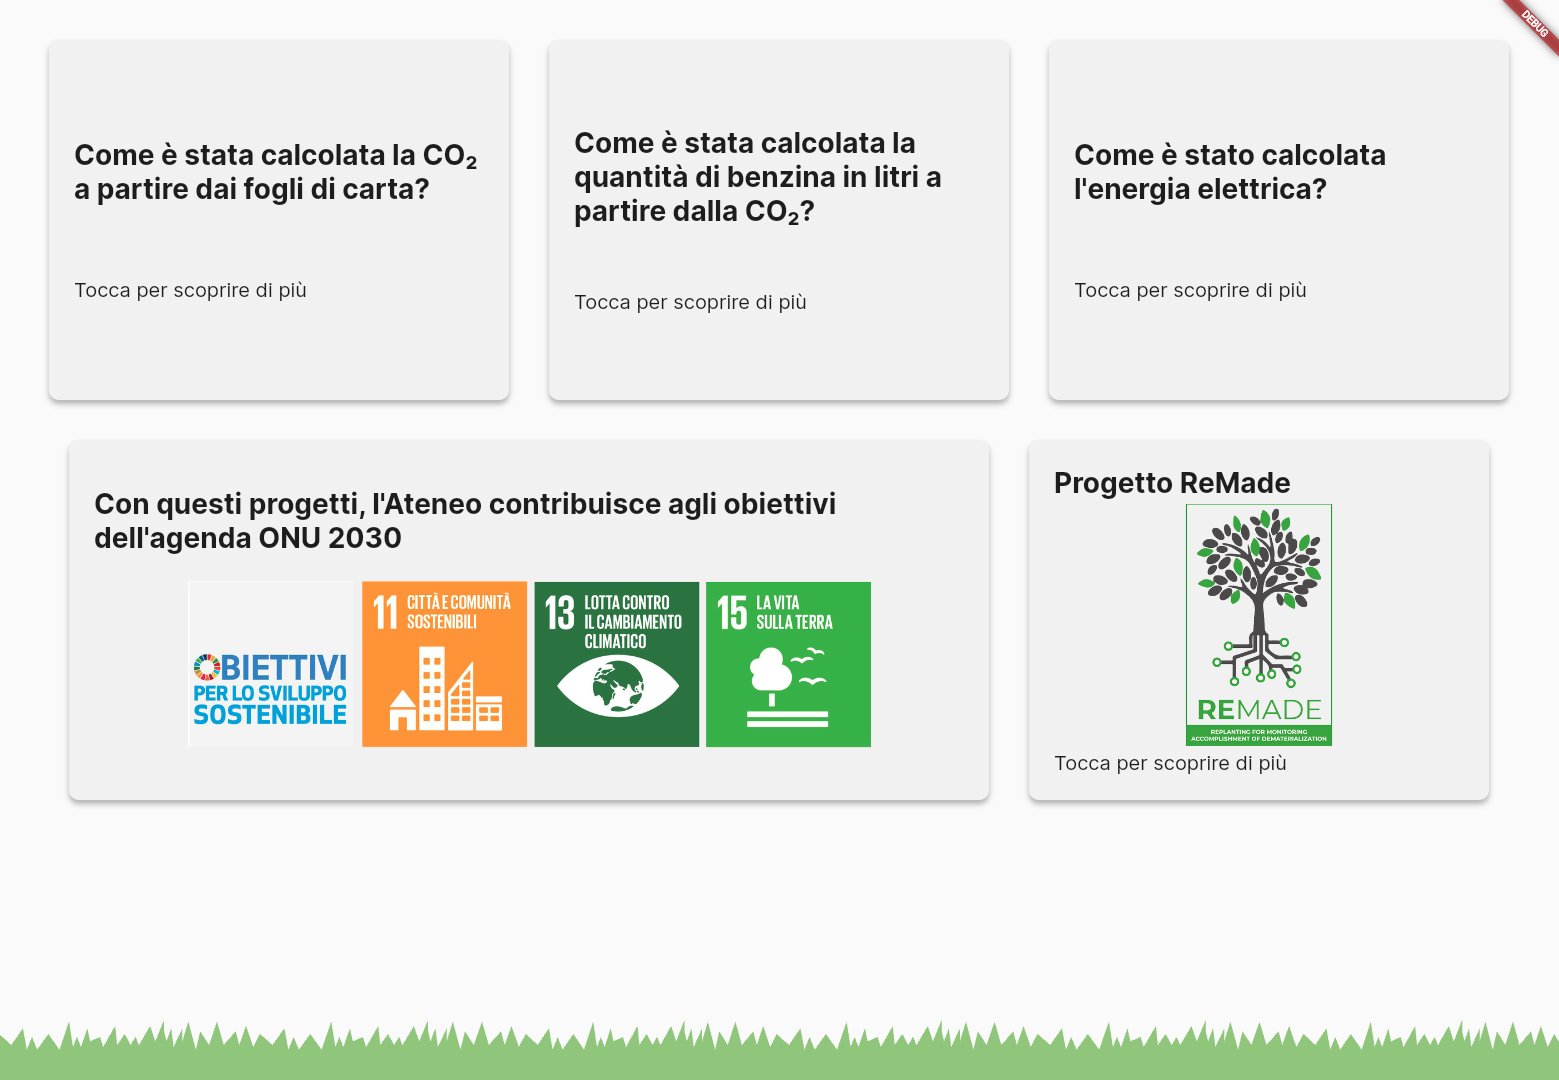 DEBUG
Come è stata calcolata la CO₂
a partire dai fogli di carta?
Tocca per scoprire di più
Come è stata calcolata la
quantità di benzina in litri a
partire dalla CO₂?
Tocca per scoprire di più
Come è stato calcolata
l'energia elettrica?
Tocca per scoprire di più
Con questi progetti, l'Ateneo contribuisce agli obiettivi
dell'agenda ONU 2030
OBIETTIVI
PER LO SVILUPPO
SOSTENIBILE
11 CITTÀ E COMUNITÀ
SOSTENIBILI
13 LOTTA CONTRO
IL CAMBIAMENTO
CLIMATICO
15 LA VITA
SULLA TERRA
Progetto ReMade
REMADE
REPLANTING FOR MONITORING
ACCOMPLISHMENT OF DEMATERIALIZATION
Tocca per scoprire di più